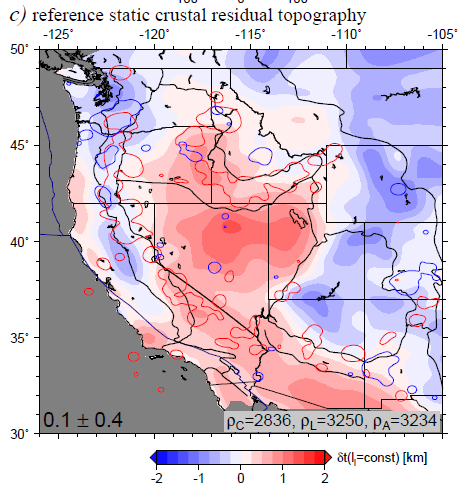 c) reference static crustal residual topography
-125° -120° -115° -110° -105°
50°
45°
40°
35°
30°
0.1 ± 0.4
ρC=2836, ρL=3250, ρA=3234
-2 -1 0 1 2
δt(lₗ=const) [km]